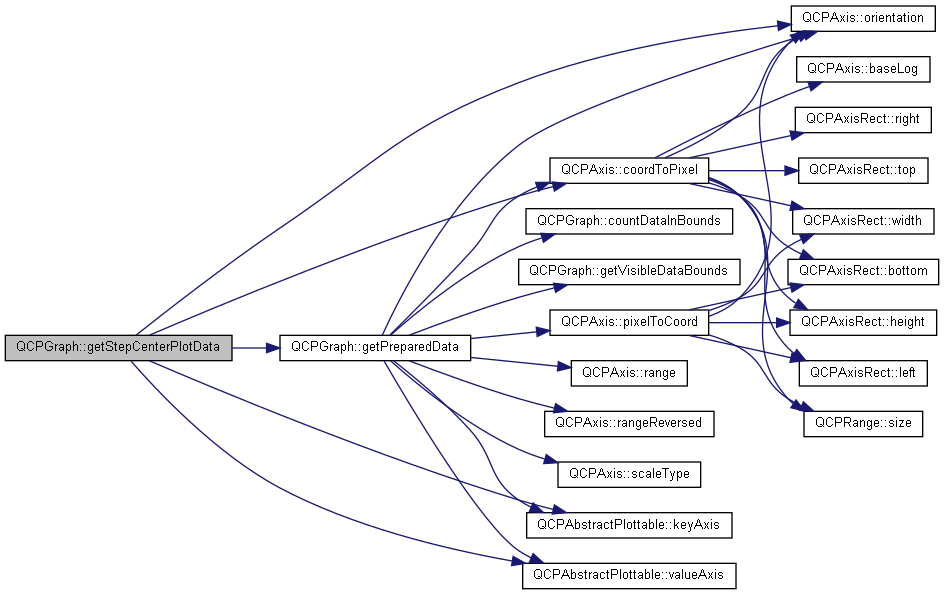 QCPAxis::orientation
QCPAxis::baseLog
QCPAxisRect::right
QCPAxis::coordToPixel
QCPAxisRect::top
QCPGraph::countDataInBounds
QCPAxisRect::width
QCPGraph::getVisibleDataBounds
QCPAxisRect::bottom
QCPAxis::pixelToCoord
QCPAxisRect::height
QCPGraph::getStepCenterPlotData
QCPGraph::getPreparedData
QCPAxis::range
QCPAxisRect::left
QCPAxis::rangeReversed
QCPRange::size
QCPAxis::scaleType
QCPAbstractPlottable::keyAxis
QCPAbstractPlottable::valueAxis